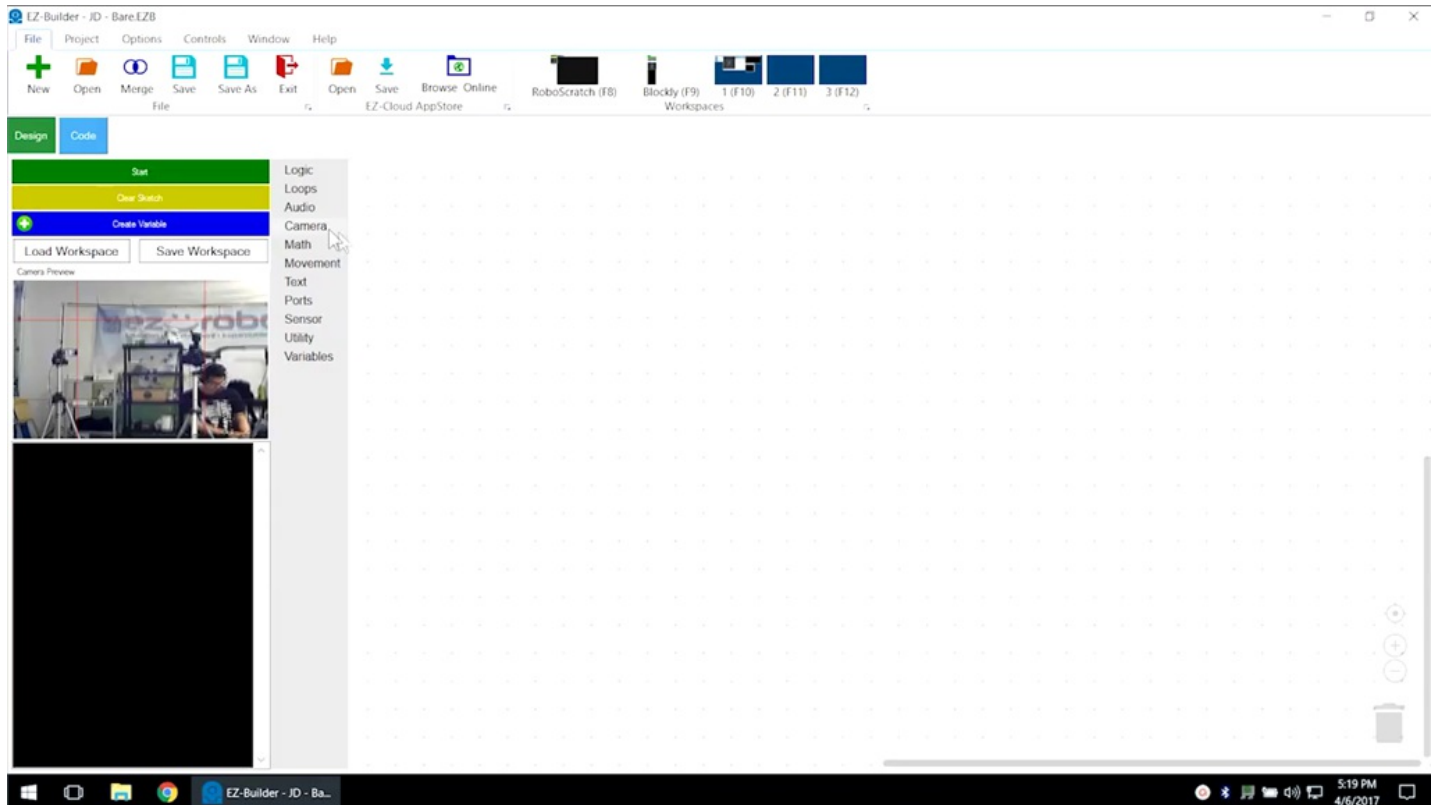 EZ-Builder - JD - Bare.EZB
File Project Options Controls Window Help
New Open Merge Save Save As Exit Open Save Browse Online RoboScratch (F8) Blockly (F9) 1 (F10) 2 (F11) 3 (F12)
File EZ-Cloud AppStore Workspaces
Design Code
Start
Clear Sketch
Create Variable
Load Workspace Save Workspace
Camera Preview
ez robo
Logic
Loops
Audio
Camera
Math
Movement
Text
Ports
Sensor
Utility
Variables
EZ-Builder - JD - Ba...
5:19 PM
4/6/2017